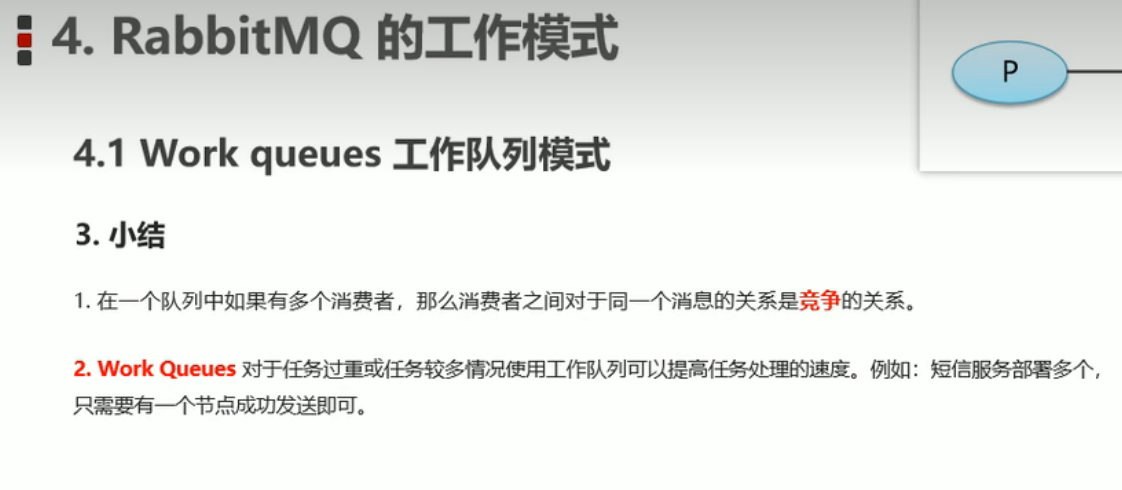 4. RabbitMQ 的工作模式
P
4.1 Work queues 工作队列模式
3. 小结
1. 在一个队列中如果有多个消费者，那么消费者之间对于同一个消息的关系是竞争的关系。
2. Work Queues 对于任务过重或任务较多情况使用工作队列可以提高任务处理的速度。例如：短信服务部署多个，
只需要有一个节点成功发送即可。